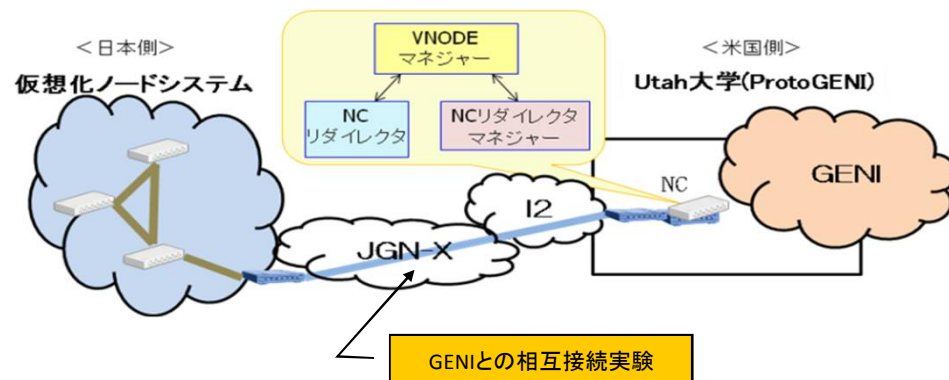 <日本側>
仮想化ノードシステム
VNODE
マネジャー
NC
リダイレクタ
NCリダイレクタ
マネジャー
<米国側>
Utah大学(ProtoGENI)
NC
GENI
I2
JGN-X
GENIとの相互接続実験